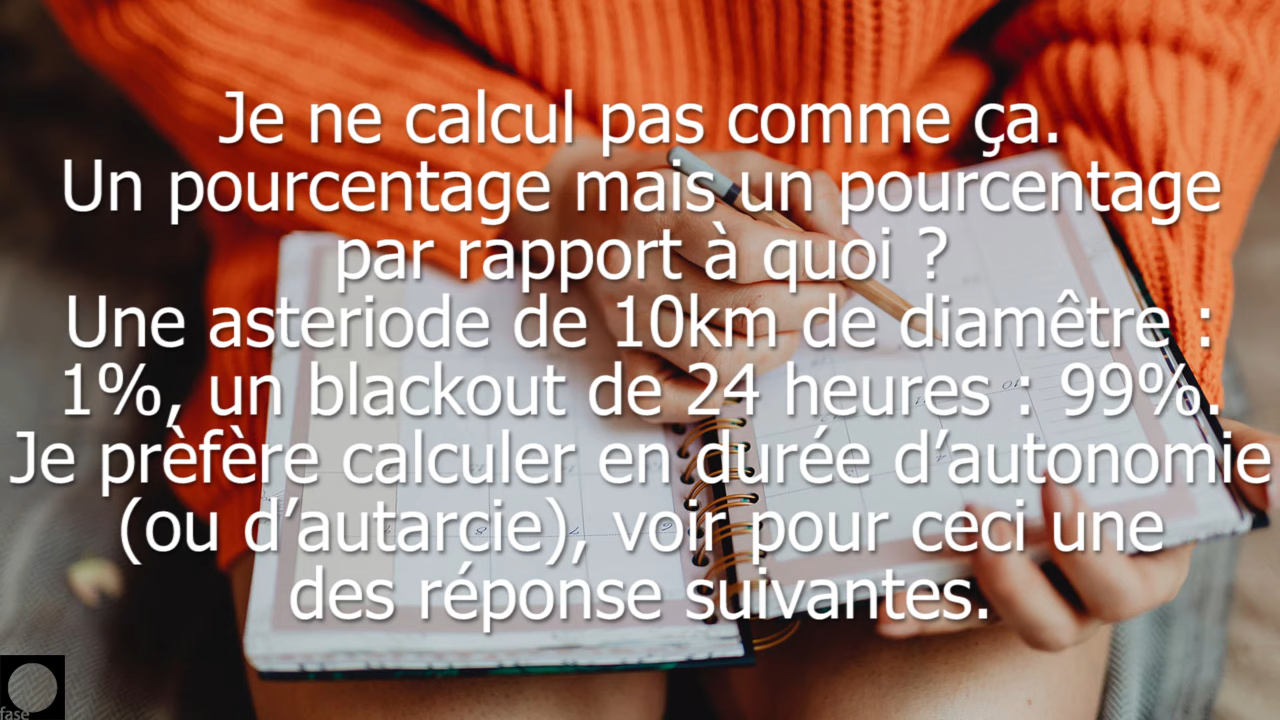 Je ne calcul pas comme ça.
Un pourcentage mais un pourcentage
par rapport à quoi ?
Une asteriode de 10km de diamêtre :
1%, un blackout de 24 heures : 99%.
Je prèfère calculer en durée d’autonomie
(ou d’autarcie), voir pour ceci une
des réponse suivantes.
fase